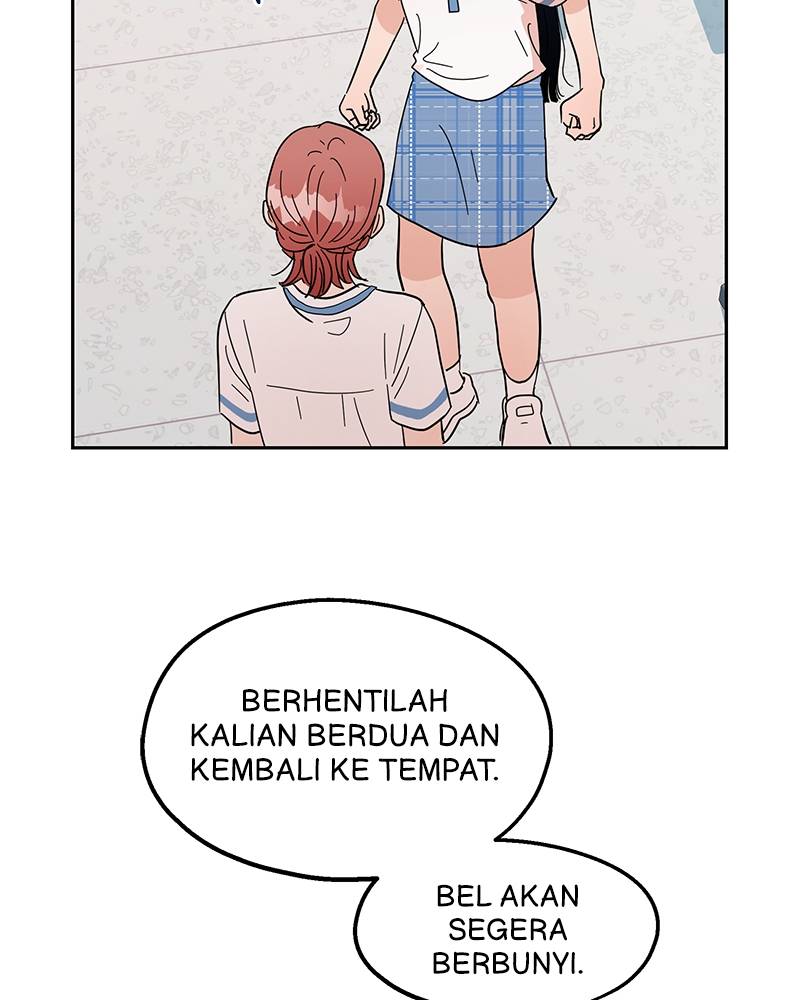 BERHENTILAH
KALIAN BERDUA DAN
KEMBALI KE TEMPAT.
BEL AKAN
SEGERA
BERBUNYI.